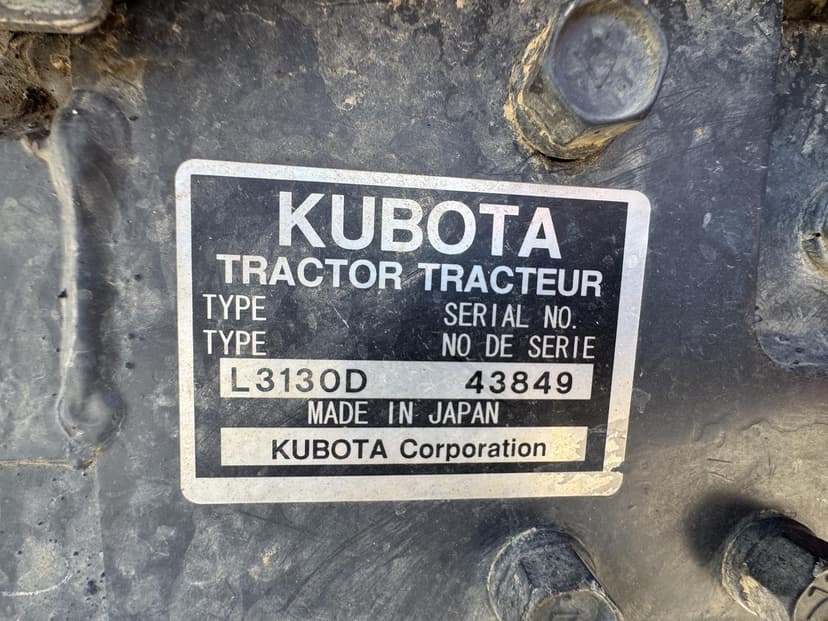 KUBOTA
TRACTOR TRACTEUR
TYPE SERIAL NO.
TYPE NO DE SERIE
L3130D 43849
MADE IN JAPAN
KUBOTA Corporation